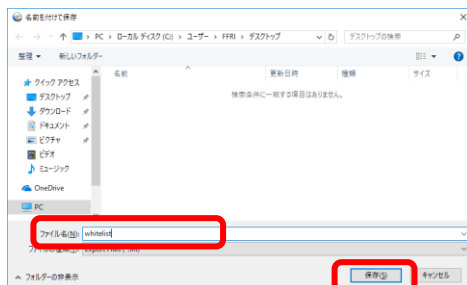 名前を付けて保存
PC › ローカル ディスク (C:) › ユーザー › FFRI › デスクトップ
デスクトップの検索
整理 ▾ 新しいフォルダー
名前 更新日時 種類 サイズ
検索条件に一致する項目はありません。
クイック アクセス
デスクトップ
ダウンロード
ドキュメント
ピクチャ
ビデオ
ミュージック
OneDrive
PC
ファイル名(N): whitelist
フォルダーの非表示
保存(S) キャンセル